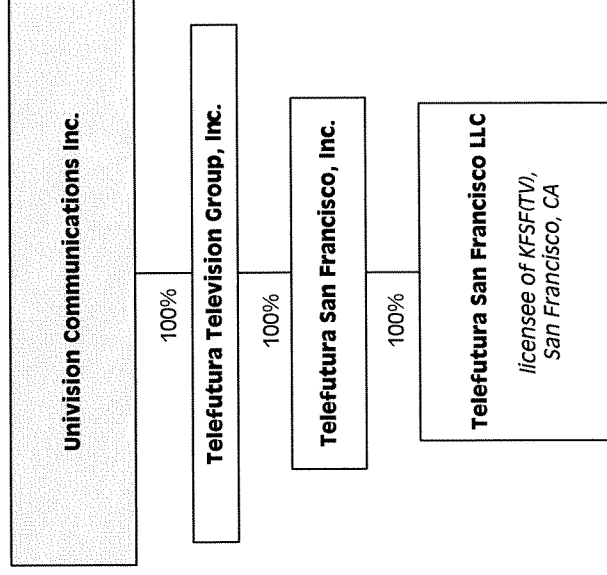 Univision Communications Inc.
100%
Telefutura Television Group, Inc.
100%
Telefutura San Francisco, Inc.
100%
Telefutura San Francisco LLC
licensee of KFSF(TV),
San Francisco, CA